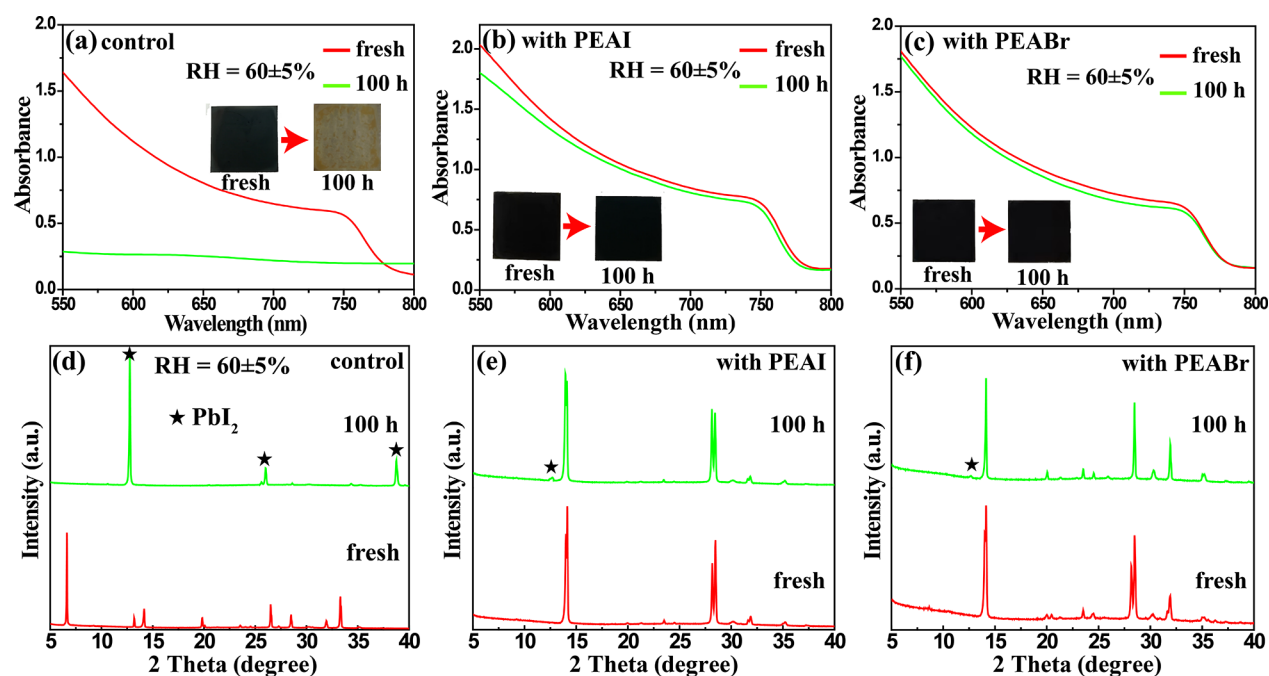 (a) control
fresh
RH = 60±5%
100 h
fresh
100 h
Absorbance
0.0
0.5
1.0
1.5
2.0
550 600 650 700 750 800
Wavelength (nm)
(b) with PEAI
fresh
RH = 60±5%
100 h
fresh
100 h
Absorbance
0.0
0.5
1.0
1.5
2.0
550 600 650 700 750 800
Wavelength (nm)
(c) with PEABr
fresh
RH = 60±5%
100 h
fresh
100 h
Absorbance
0.0
0.5
1.0
1.5
2.0
550 600 650 700 750 800
Wavelength (nm)
(d) RH = 60±5% control
★ PbI₂
100 h
fresh
Intensity (a.u.)
5 10 15 20 25 30 35 40
2 Theta (degree)
(e) with PEAI
100 h
fresh
Intensity (a.u.)
5 10 15 20 25 30 35 40
2 Theta (degree)
(f) with PEABr
100 h
fresh
Intensity (a.u.)
5 10 15 20 25 30 35 40
2 Theta (degree)